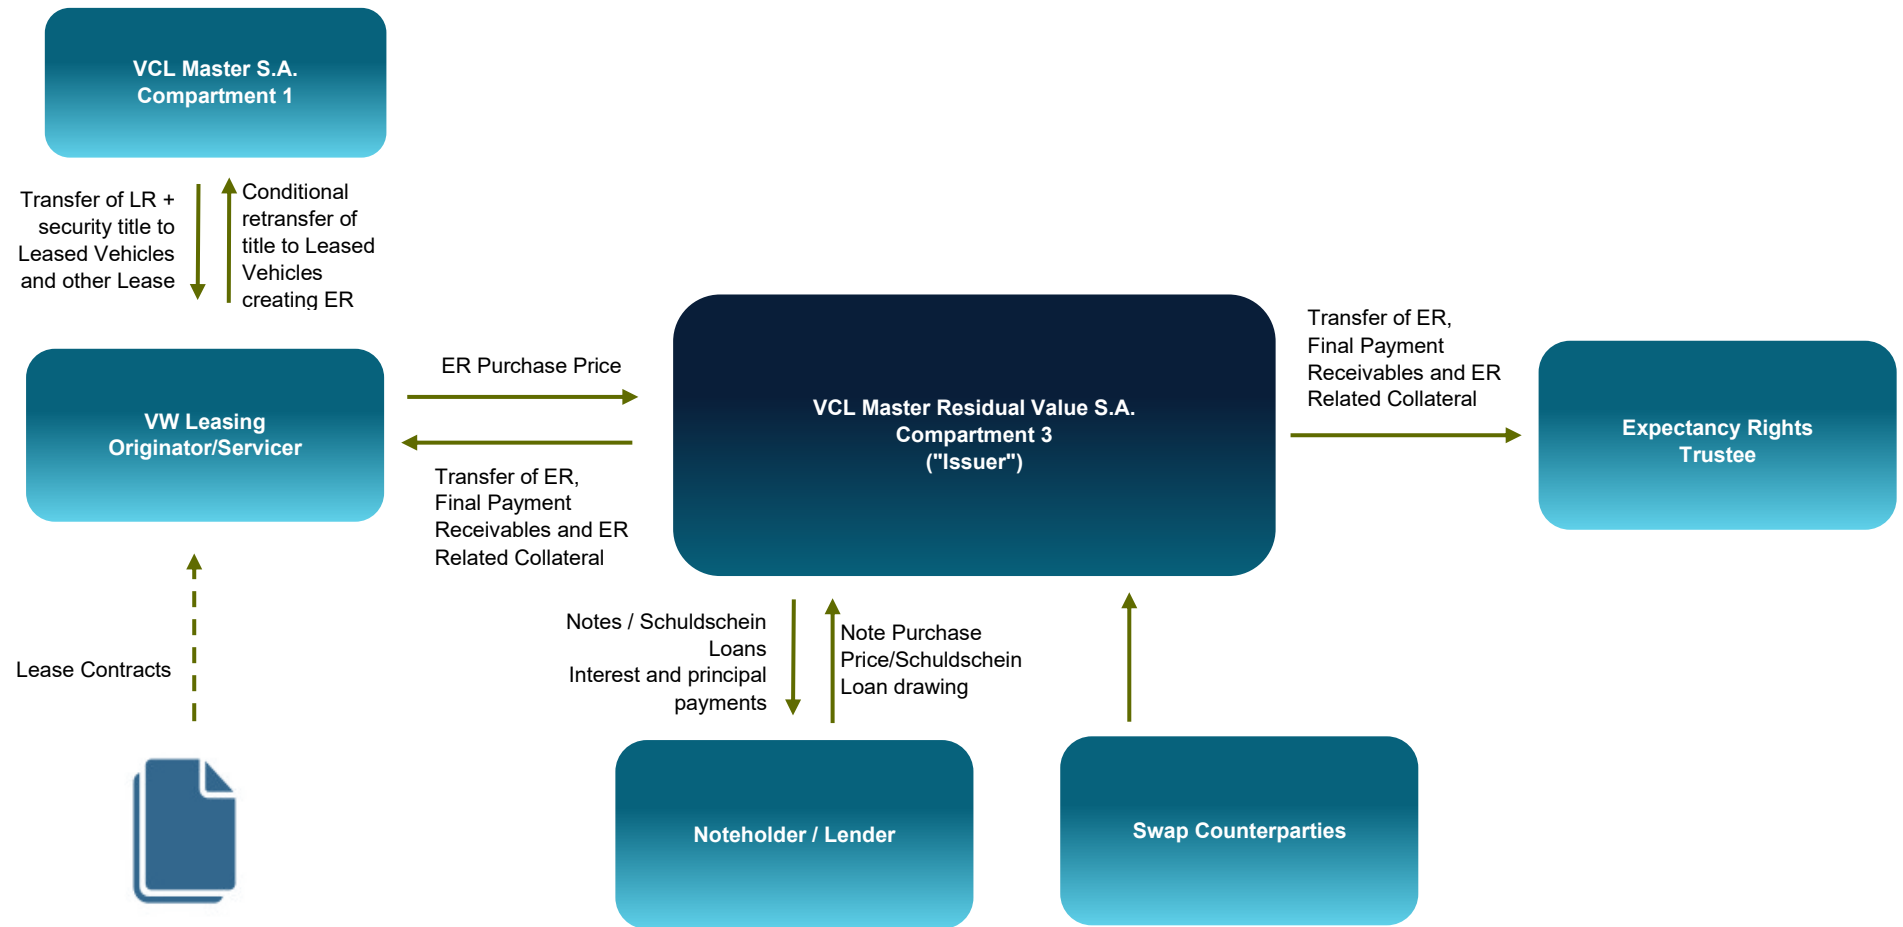 VCL Master S.A.
Compartment 1
Transfer of LR +
security title to
Leased Vehicles
and other Lease
Conditional
retransfer of
title to Leased
Vehicles
creating ER
VW Leasing
Originator/Servicer
ER Purchase Price
Transfer of ER,
Final Payment
Receivables and ER
Related Collateral
VCL Master Residual Value S.A.
Compartment 3
("Issuer")
Transfer of ER,
Final Payment
Receivables and ER
Related Collateral
Expectancy Rights
Trustee
Lease Contracts
Notes / Schuldschein
Loans
Interest and principal
payments
Note Purchase
Price/Schuldschein
Loan drawing
Noteholder / Lender
Swap Counterparties